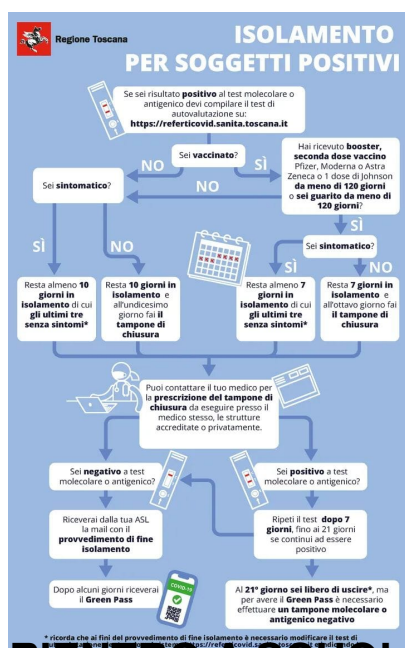 Regione Toscana
ISOLAMENTO
PER SOGGETTI POSITIVI
Se sei risultato positivo al test molecolare o
antigenico devi compilare il test di
autovalutazione su:
https://referticovid.sanita.toscana.it
Sei vaccinato?
NO
SÌ
Hai ricevuto booster,
seconda dose vaccino
Pfizer, Moderna o Astra
Zeneca o 1 dose di Johnson
da meno di 120 giorni
o sei guarito da meno di
120 giorni?
NO
SÌ
Sei sintomatico?
SÌ
NO
Sei sintomatico?
SÌ
NO
Resta almeno 10
giorni in
isolamento di cui
gli ultimi tre
senza sintomi*
Resta 10 giorni in
isolamento e
all'undicesimo
giorno fai il
tampone di
chiusura
Resta almeno 7
giorni in
isolamento di cui
gli ultimi tre
senza sintomi*
Resta 7 giorni in
isolamento e
all'ottavo giorno fai
il tampone di
chiusura
Puoi contattare il tuo medico per
la prescrizione del tampone di
chiusura da eseguire presso il
medico stesso, le strutture
accreditate o privatamente.
Sei negativo a test
molecolare o antigenico?
Sei positivo a test
molecolare o antigenico?
Riceverai dalla tua ASL
la mail con il
provvedimento di fine
isolamento
Ripeti il test dopo 7
giorni, fino ai 21 giorni
se continui ad essere
positivo
Dopo alcuni giorni riceverai
il Green Pass
COVID-19
Al 21° giorno sei libero di uscire*, ma
per avere il Green Pass è necessario
effettuare un tampone molecolare o
antigenico negativo
* ricorda che ai fini del provvedimento di fine isolamento è necessario modificare il test di